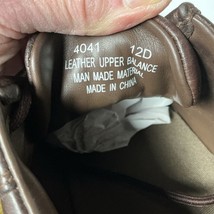 4041 12D
LEATHER UPPER BALANCE
MAN MADE MATERIAL
MADE IN CHINA